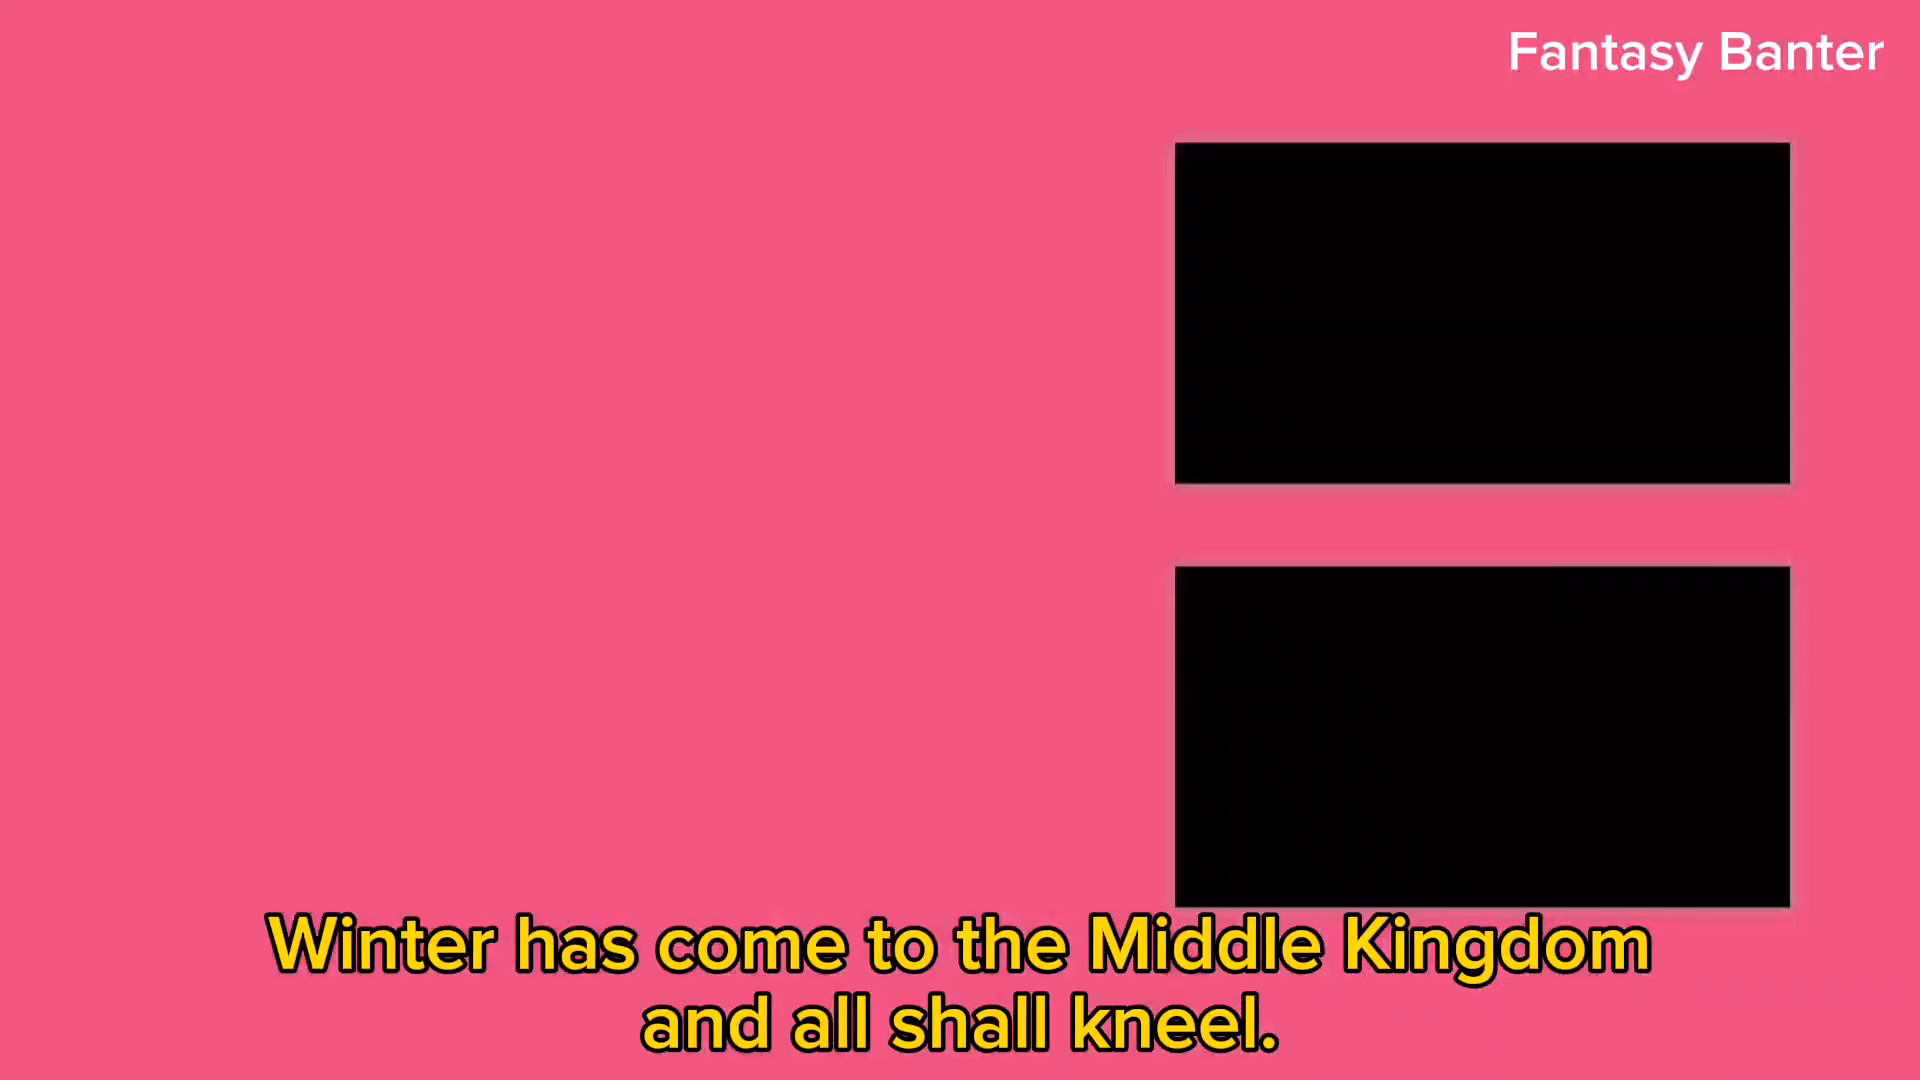 Fantasy Banter
Winter has come to the Middle Kingdom
and all shall kneel.